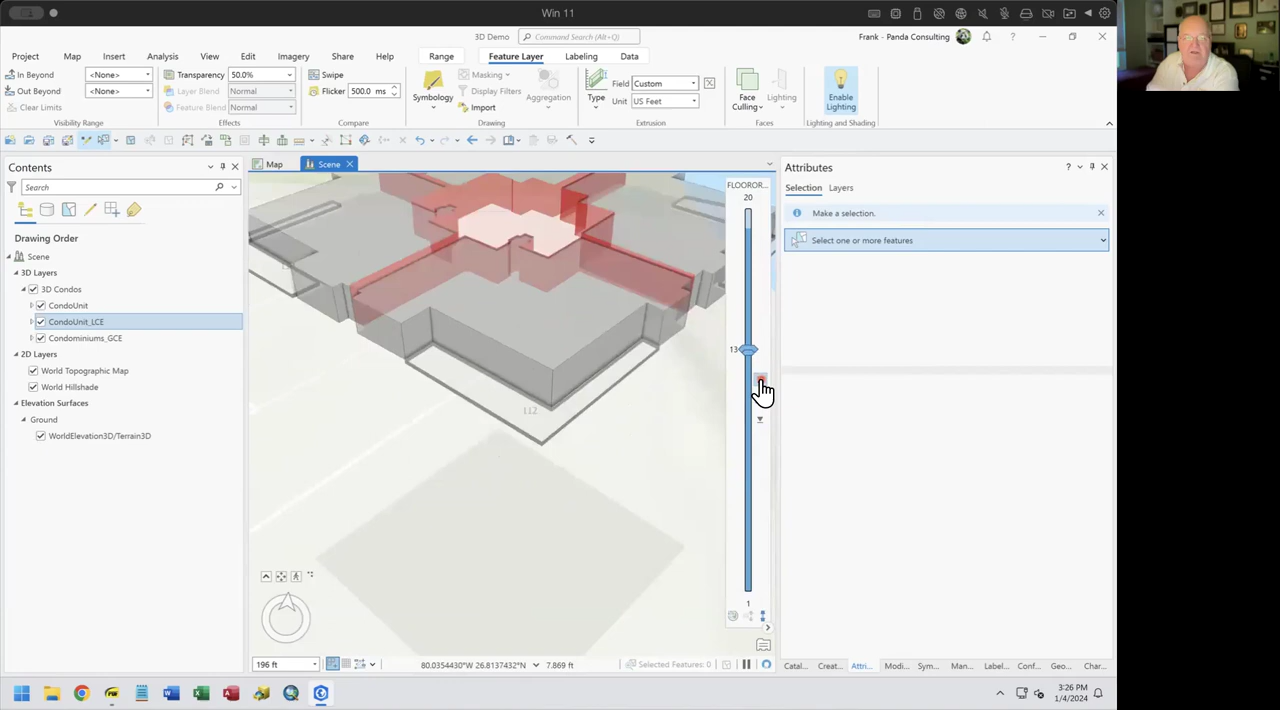 Win 11
3D Demo
Command Search (Alt+Q)
Frank - Panda Consulting
Project
Map
Insert
Analysis
View
Edit
Imagery
Share
Help
Range
Feature Layer
Labeling
Data
In Beyond
<None>
Out Beyond
<None>
Clear Limits
Visibility Range
Transparency
50.0%
Layer Blend
Normal
Feature Blend
Normal
Effects
Swipe
Flicker
500.0 ms
Compare
Symbology
Masking
Display Filters
Import
Aggregation
Drawing
Type
Field
Custom
Unit
US Feet
Extrusion
Face
Culling
Lighting
Faces
Enable
Lighting
Lighting and Shading
Contents
Search
Drawing Order
Scene
3D Layers
3D Condos
CondoUnit
CondoUnit_LCE
Condominiums_GCE
2D Layers
World Topographic Map
World Hillshade
Elevation Surfaces
Ground
WorldElevation3D/Terrain3D
Map
Scene
FLOOROR...
20
13
1
112
196 ft
80.0354430°W 26.8137432°N
7.869 ft
Selected Features: 0
Attributes
Selection
Layers
Make a selection.
Select one or more features
Catal...
Creat...
Attri...
Modi...
Sym...
Man...
Label...
Conf...
Geo...
Char...
3:26 PM
1/4/2024